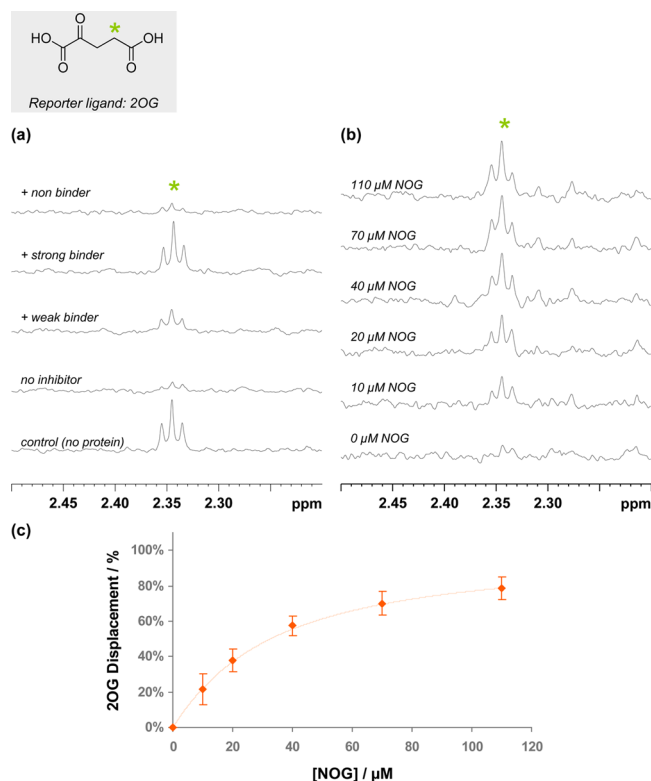 O
HO
OH
O
O
*
Reporter ligand: 2OG
(a)
*
+ non binder
+ strong binder
+ weak binder
no inhibitor
control (no protein)
2.45 2.40 2.35 2.30 ppm
(b)
*
110 µM NOG
70 µM NOG
40 µM NOG
20 µM NOG
10 µM NOG
0 µM NOG
2.45 2.40 2.35 2.30 ppm
(c)
2OG Displacement / %
100%
80%
60%
40%
20%
0%
0 20 40 60 80 100 120
[NOG] / µM